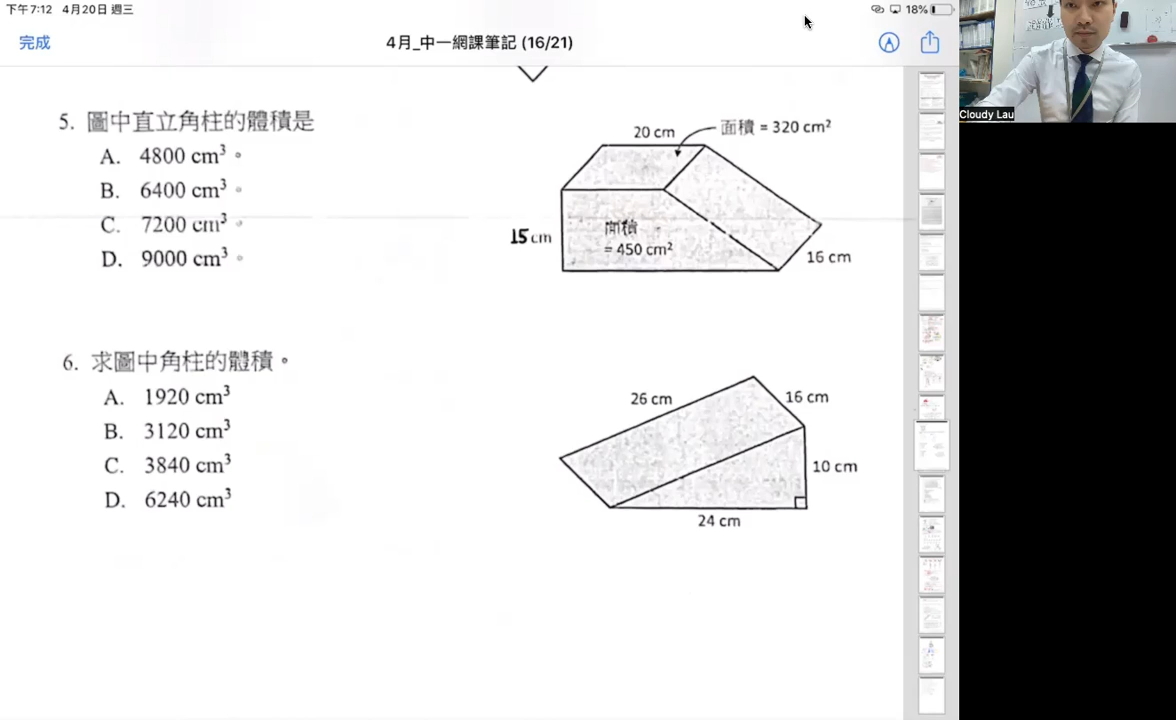 下午7:12 4月20日 週三
18%
完成
4月_中一網課筆記 (16/21)
Cloudy Lau
5. 圖中直立角柱的體積是
A. 4800 cm³。
B. 6400 cm³。
C. 7200 cm³。
D. 9000 cm³。
20 cm
面積 = 320 cm²
15 cm
面積
= 450 cm²
16 cm
6. 求圖中角柱的體積。
A. 1920 cm³
B. 3120 cm³
C. 3840 cm³
D. 6240 cm³
26 cm
16 cm
10 cm
24 cm